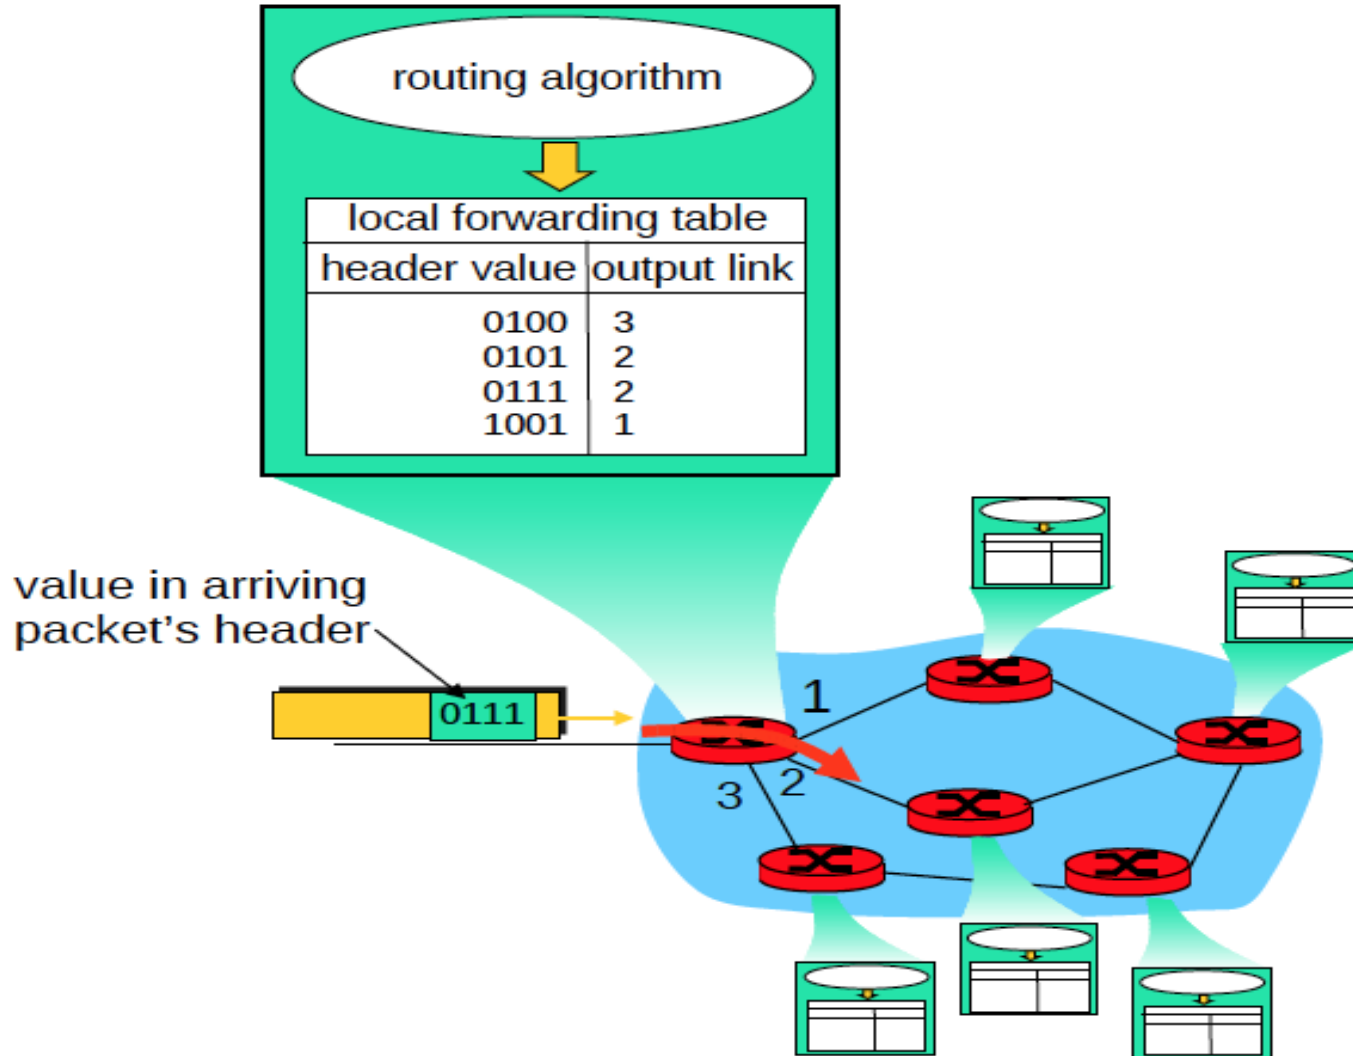 routing algorithm
local forwarding table
header value output link
0100 3
0101 2
0111 2
1001 1
value in arriving
packet’s header
0111
1
2
3